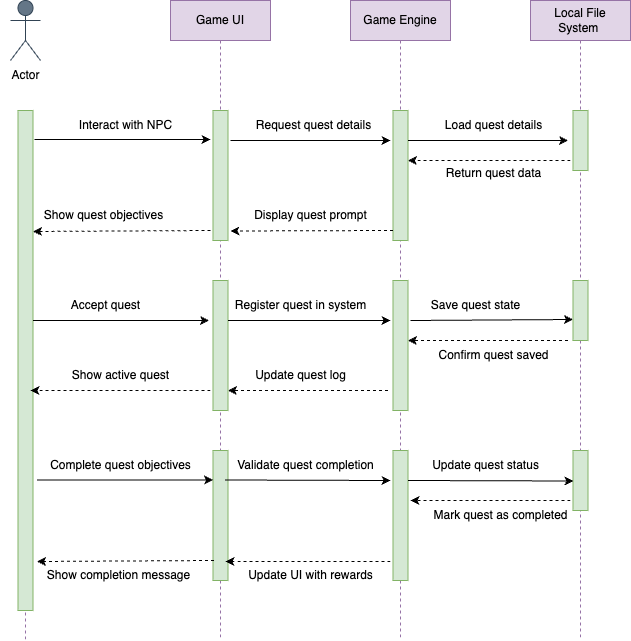 Game UI
Game Engine
Local File
System
Actor
Interact with NPC
Request quest details
Load quest details
Return quest data
Show quest objectives
Display quest prompt
Accept quest
Register quest in system
Save quest state
Confirm quest saved
Show active quest
Update quest log
Complete quest objectives
Validate quest completion
Update quest status
Mark quest as completed
Show completion message
Update UI with rewards